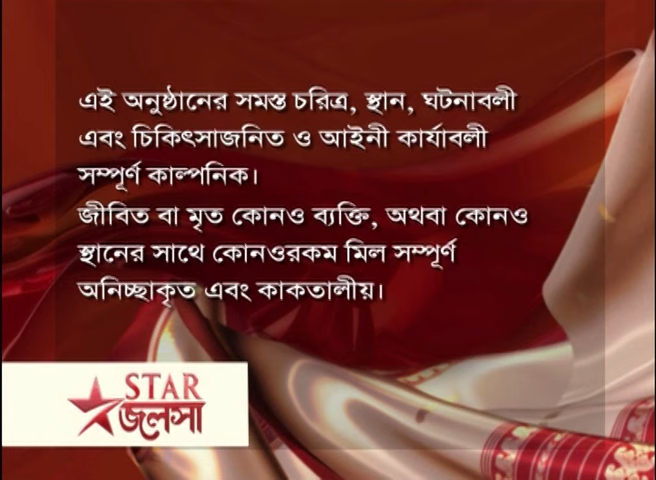 এই অনুষ্ঠানের সমস্ত চরিত্র, স্থান, ঘটনাবলী
এবং চিকিৎসাজনিত ও আইনী কার্যাবলী
সম্পূর্ণ কাল্পনিক।
জীবিত বা মৃত কোনও ব্যক্তি, অথবা কোনও
স্থানের সাথে কোনওরকম মিল সম্পূর্ণ
অনিচ্ছাকৃত এবং কাকতালীয়।
STAR
জলসা